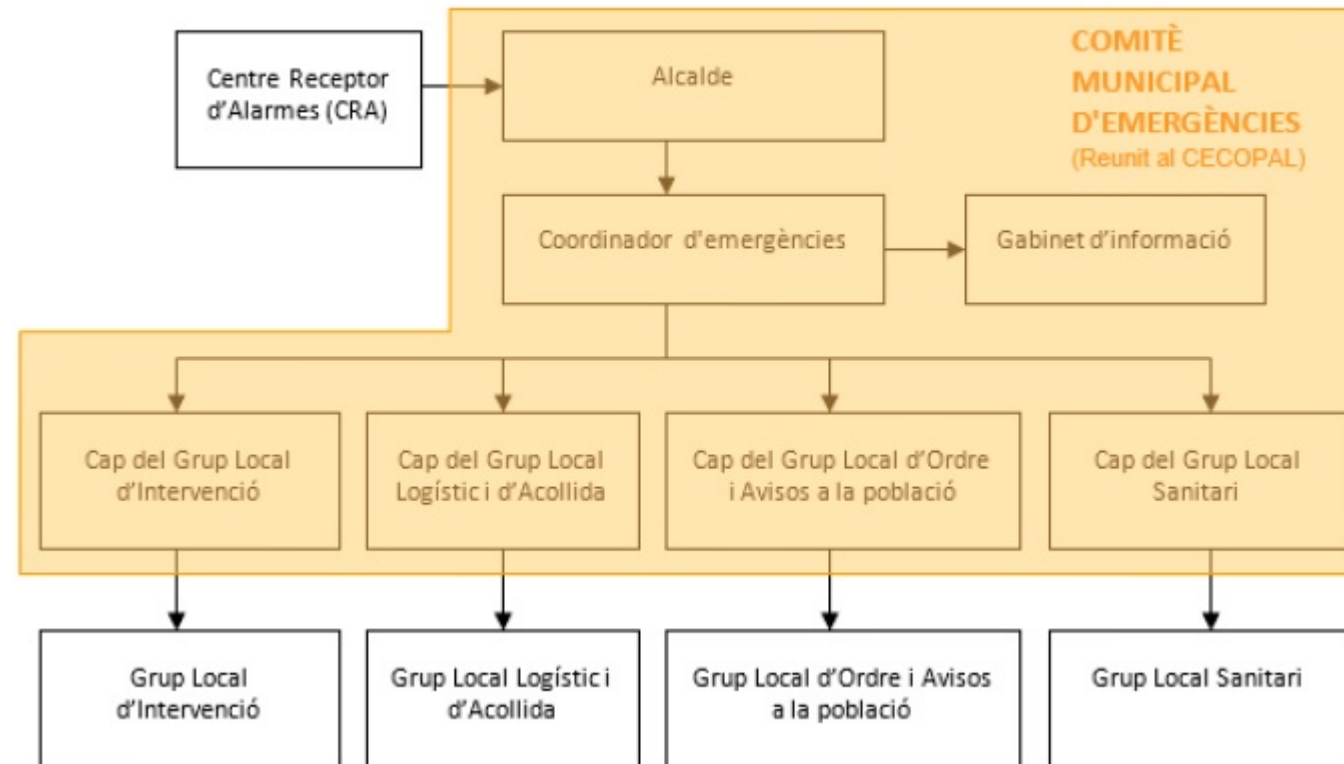 Centre Receptor
d'Alarmes (CRA)
Alcalde
COMITÈ
MUNICIPAL
D'EMERGÈNCIES
(Reunit al CECOPAL)
Coordinador d'emergències
Gabinet d'informació
Cap del Grup Local
d'Intervenció
Cap del Grup Local
Logístic i d'Acollida
Cap del Grup Local d'Ordre
i Avisos a la població
Cap del Grup Local
Sanitari
Grup Local
d'Intervenció
Grup Local Logístic i
d'Acollida
Grup Local d'Ordre i Avisos
a la població
Grup Local Sanitari